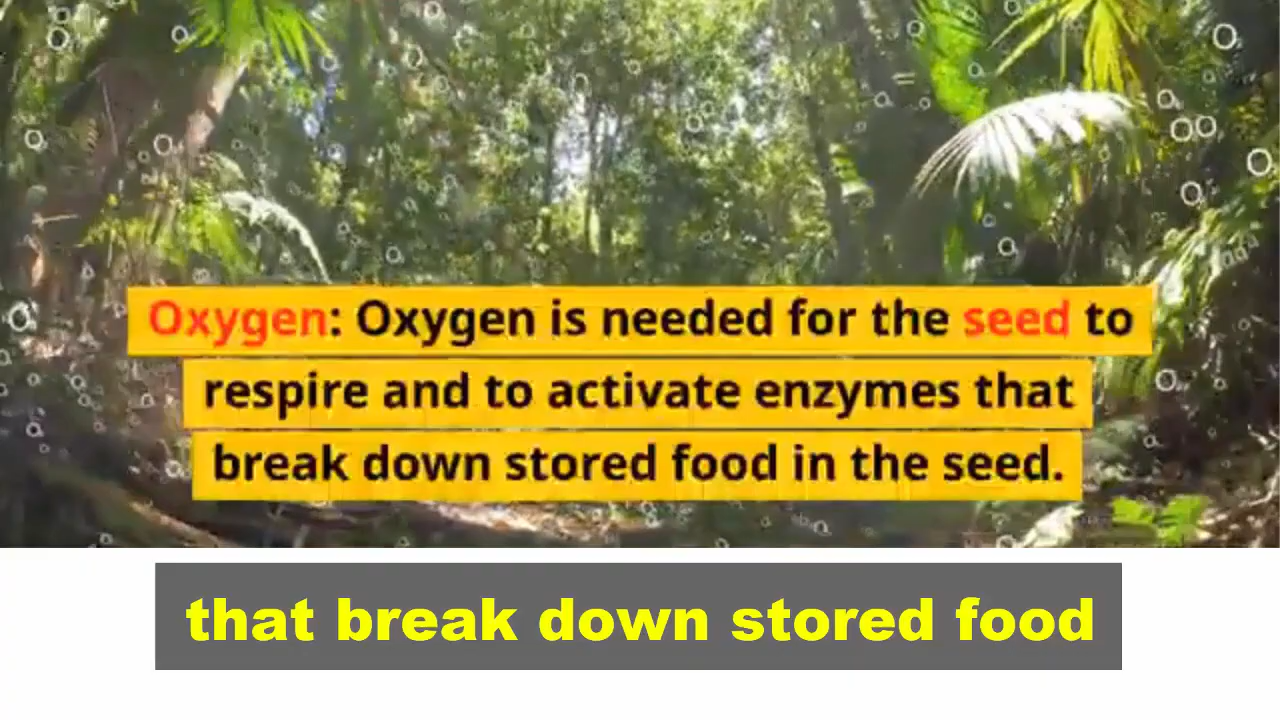 Oxygen: Oxygen is needed for the seed to
respire and to activate enzymes that
break down stored food in the seed.
that break down stored food